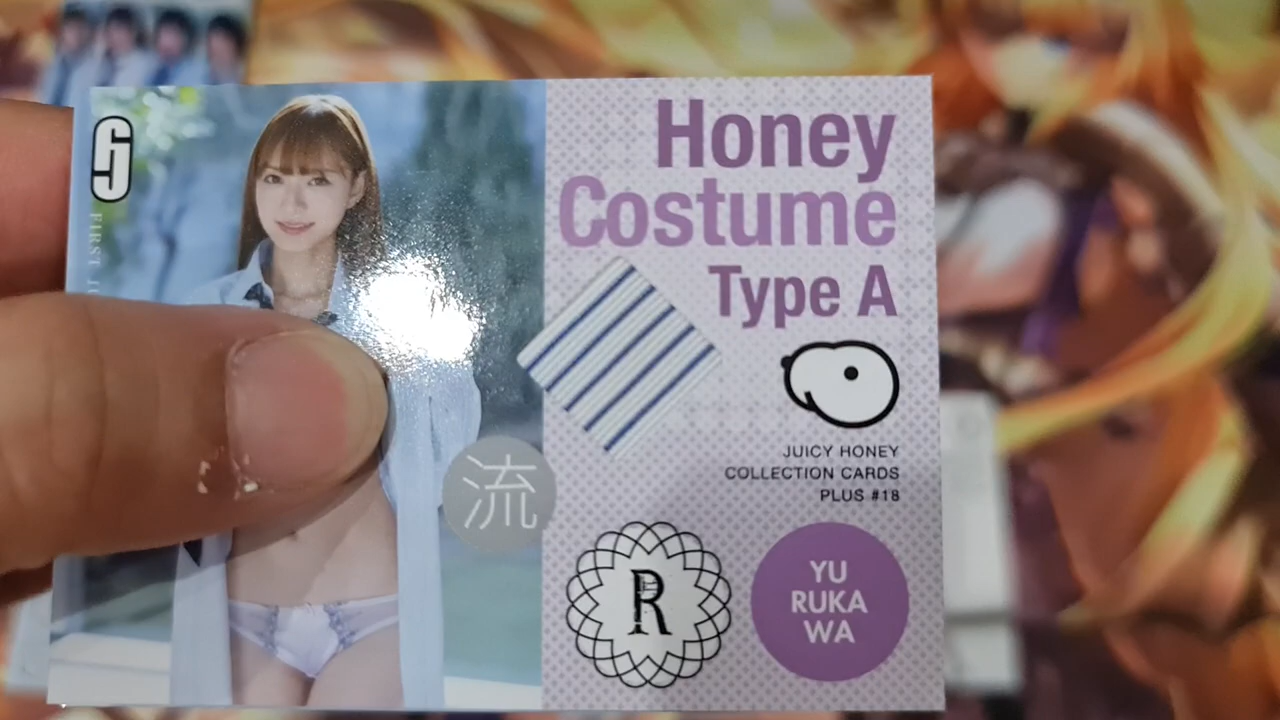 FIRST
Honey
Costume
Type A
流
JUICY HONEY
COLLECTION CARDS
PLUS #18
R
YU
RUKA
WA